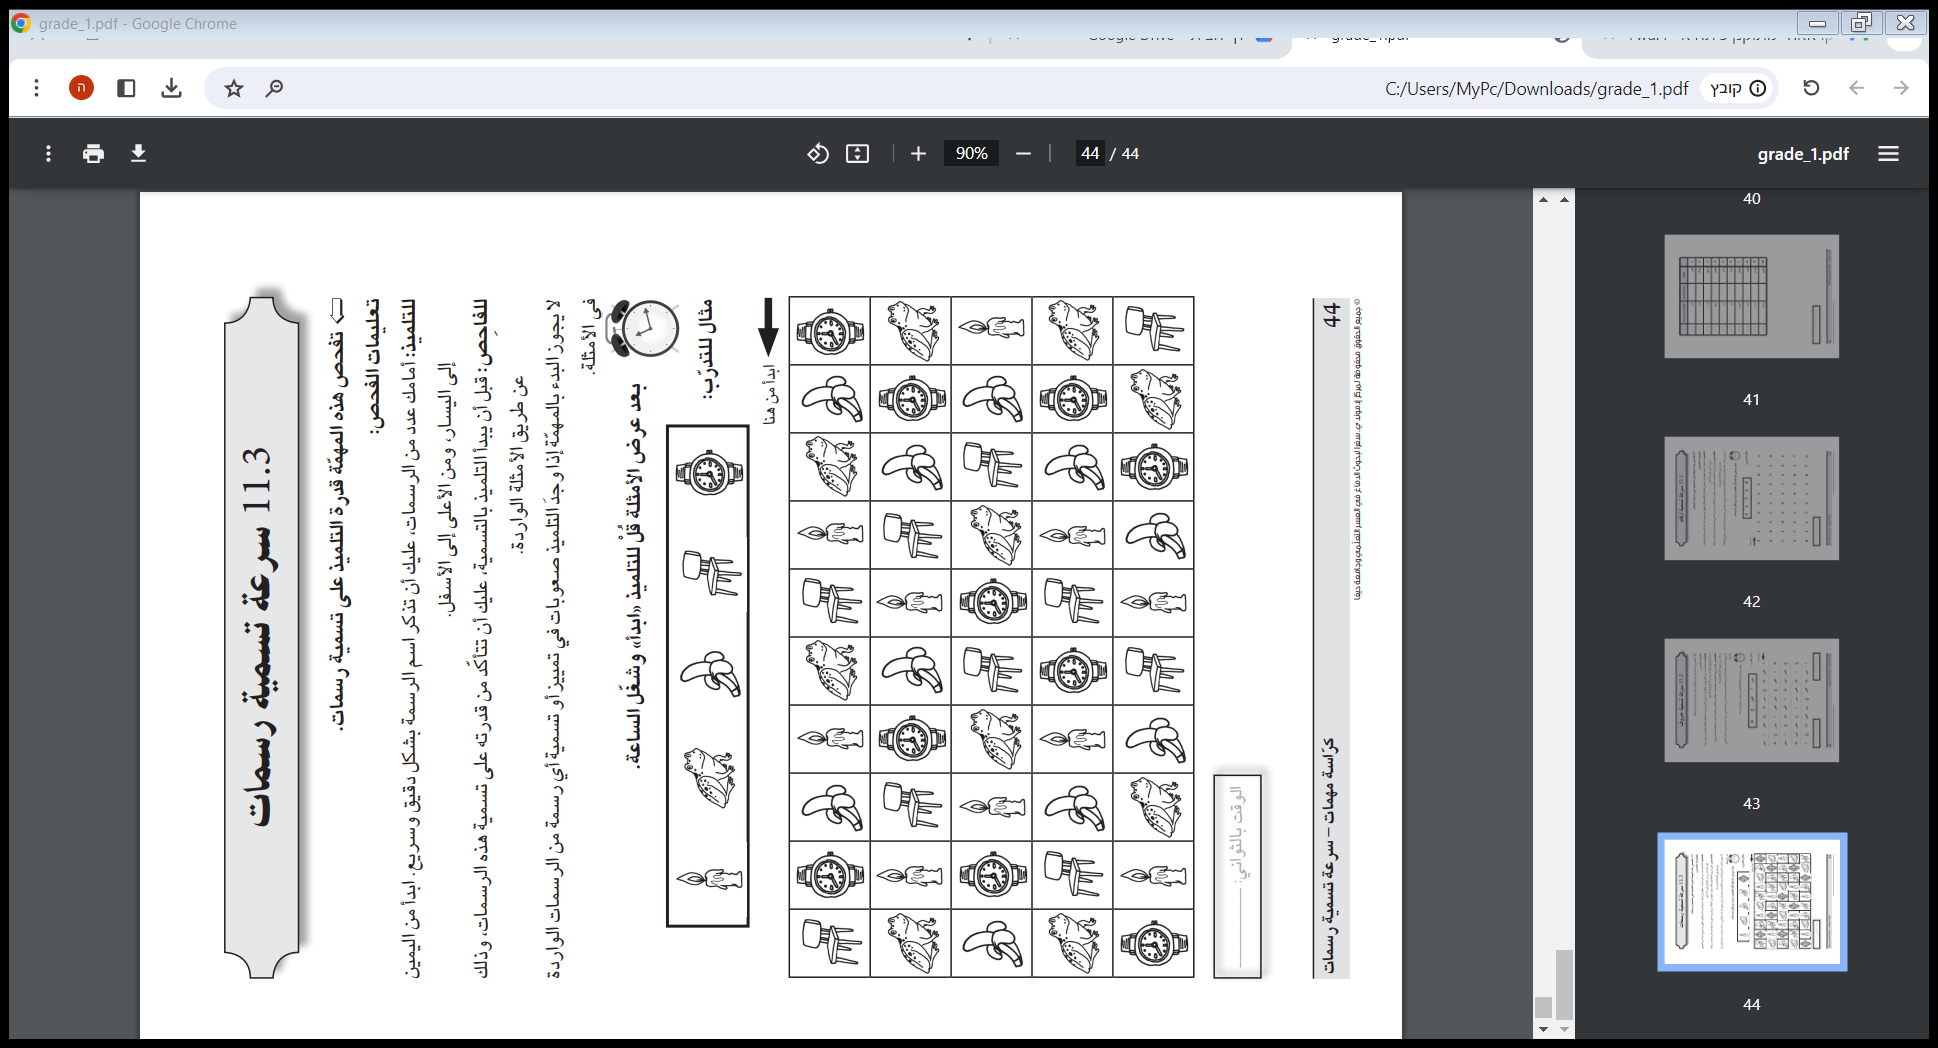 grade_1.pdf - Google Chrome
C:/Users/MyPc/Downloads/grade_1.pdf
קובץ
90%
44 / 44
grade_1.pdf
11.3 سرعة تسمية رسمات
تفحص هذه المهمّة قدرة التلميذ على تسمية رسمات.
تعليمات الفحص:
للتلميذ: أمامك عدد من الرسمات، عليك أن تذكر اسم الرسمة بشكل دقيق وسريع. ابدأ من اليمين
إلى اليسار، ومن الأعلى إلى الأسفل.
للفاحِص: قبل أن يبدأ التلميذ بالتسمية، عليك أن تتأكّد من قدرته على تسمية هذه الرسمات، وذلك
عن طريق الأمثلة الواردة.
لا يجوز البدء بالمهمّة إذا وجدَ التلميذ صعوبات في تمييز أو تسمية أي رسمة من الرسمات الواردة
في الأمثلة.
بعد عرض الأمثلة قُلْ للتلميذ «ابدأ» وشغّل الساعة.
مثال للتدرّب:
ابدأ من هنا
الوقت بالثواني:
كرّاسة مهمات – سرعة تسمية رسمات
44
40
41
42
43
44